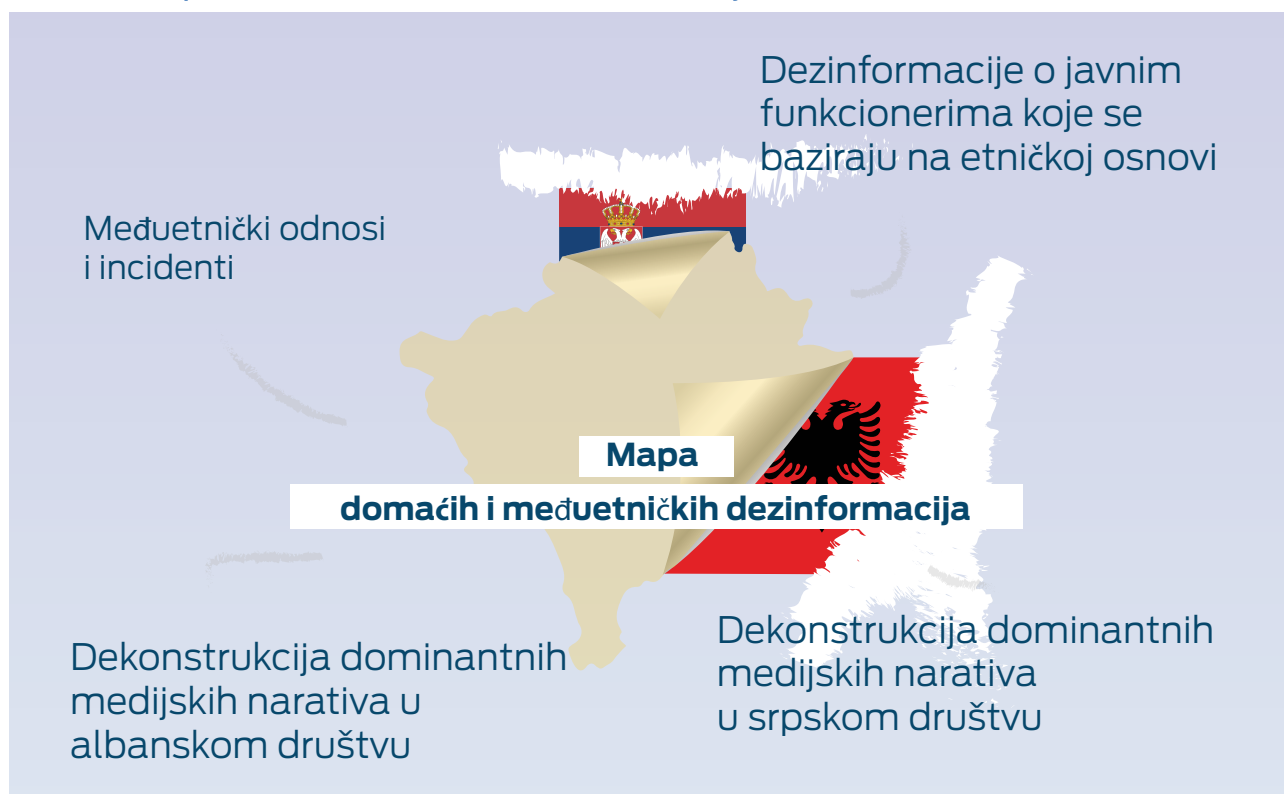 Dezinformacije o javnim
funkcionerima koje se
baziraju na etničkoj osnovi
Međuetnički odnosi
i incidenti
Mapa
domaćih i međuetničkih dezinformacija
Dekonstrukcija dominantnih
medijskih narativa u
albanskom društvu
Dekonstrukcija dominantnih
medijskih narativa
u srpskom društvu